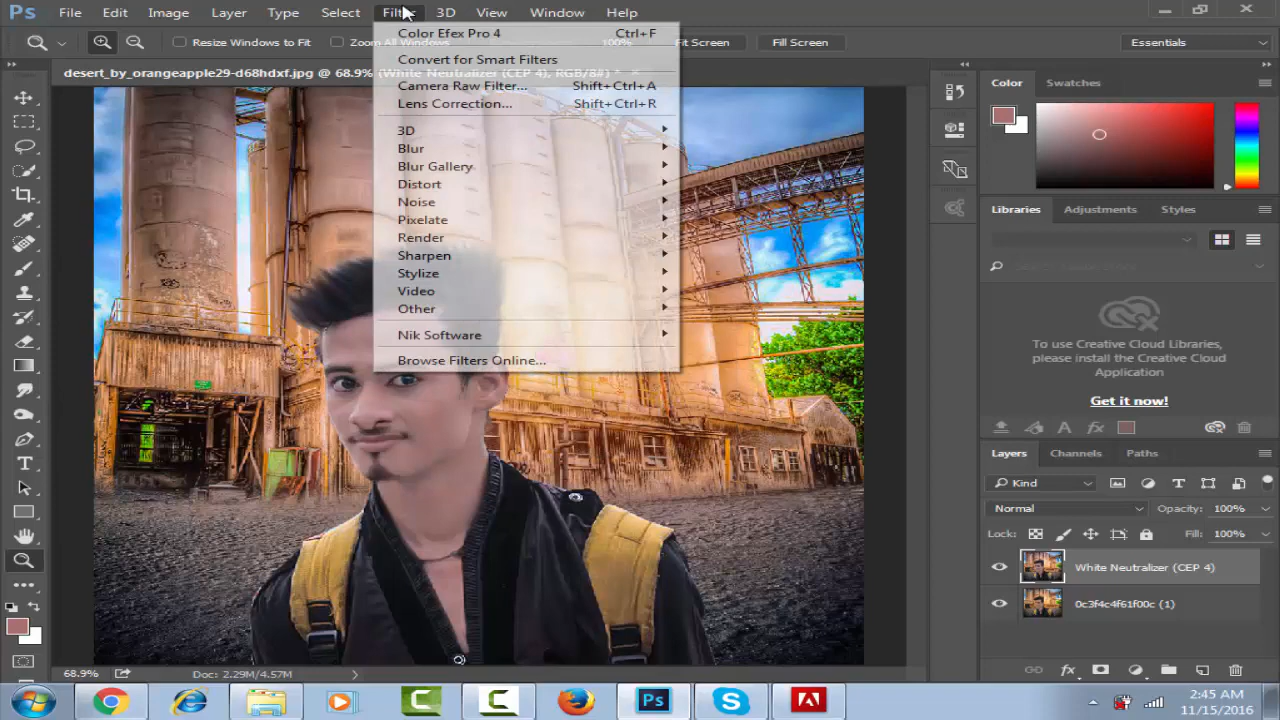 Ps File Edit Image Layer Type Select Filter 3D View Window Help
Resize Windows to Fit Zoom All Windows 100% Fit Screen Fill Screen Essentials
desert_by_orangeapple29-d68hdxf.jpg @ 68.9% (White Neutralizer (CEP 4), RGB/8#) *
Color Efex Pro 4 Ctrl+F
Convert for Smart Filters
Camera Raw Filter... Shift+Ctrl+A
Lens Correction... Shift+Ctrl+R
3D
Blur
Blur Gallery
Distort
Noise
Pixelate
Render
Sharpen
Stylize
Video
Other
Nik Software
Browse Filters Online...
Color Swatches
Libraries Adjustments Styles
To use Creative Cloud Libraries,
please install the Creative Cloud
Application
Get it now!
Layers Channels Paths
Kind
Normal Opacity: 100%
Lock: Fill: 100%
White Neutralizer (CEP 4)
0c3f4c4f61f00c (1)
68.9% Doc: 2.29M/4.57M
Ps
2:45 AM
11/15/2016